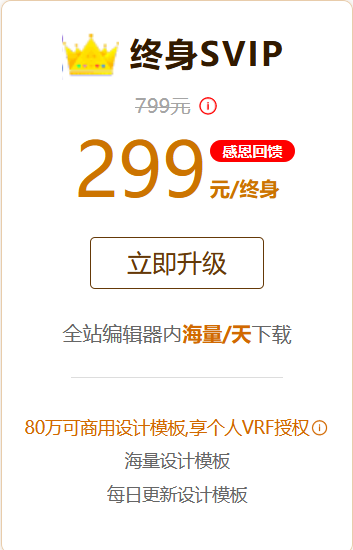 终身SVIP
799元
感恩回馈
299元/终身
立即升级
全站编辑器内海量/天下载
80万可商用设计模板,享个人VRF授权
海量设计模板
每日更新设计模板